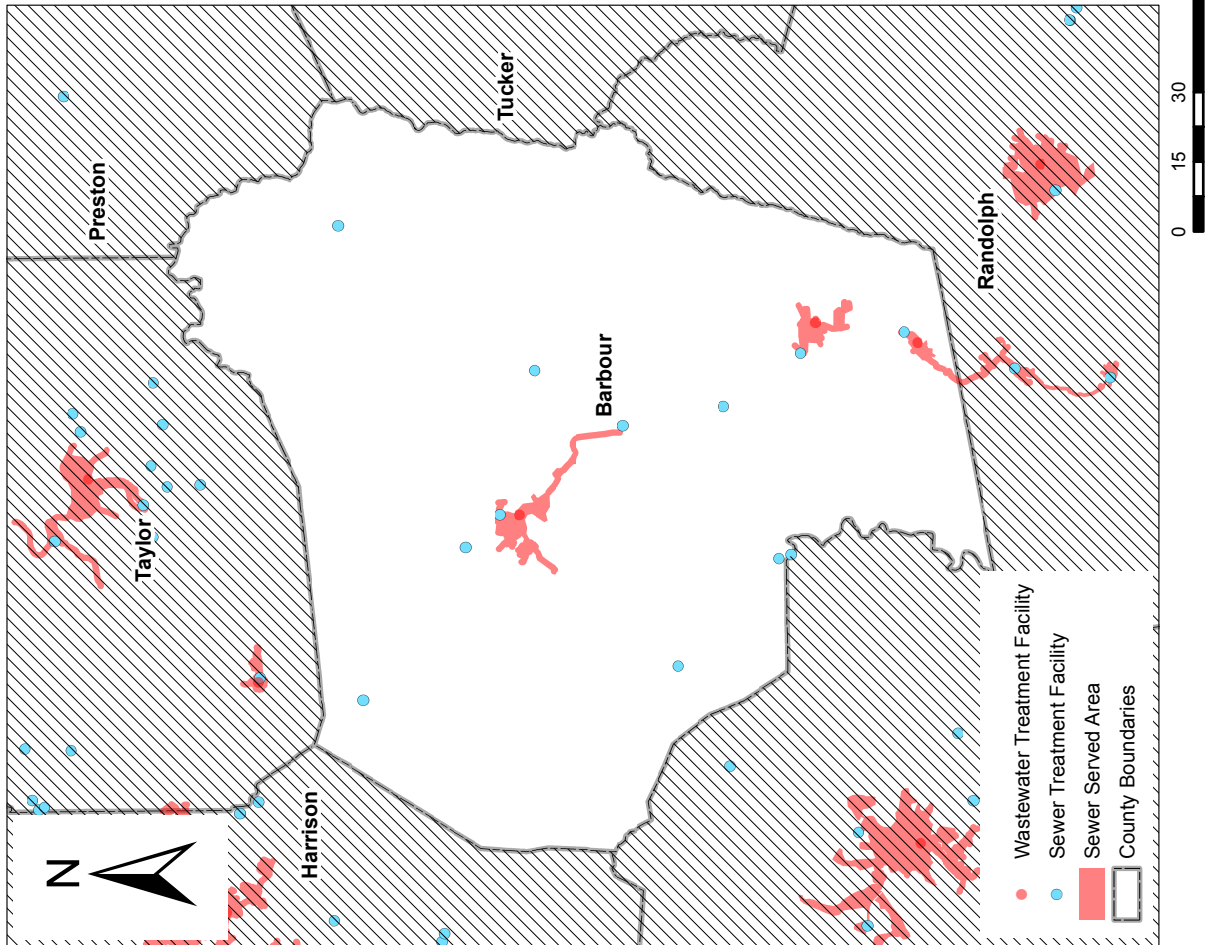 N
Preston
Taylor
Tucker
Harrison
Barbour
Randolph
Wastewater Treatment Facility
Sewer Treatment Facility
Sewer Served Area
County Boundaries
0 15 30